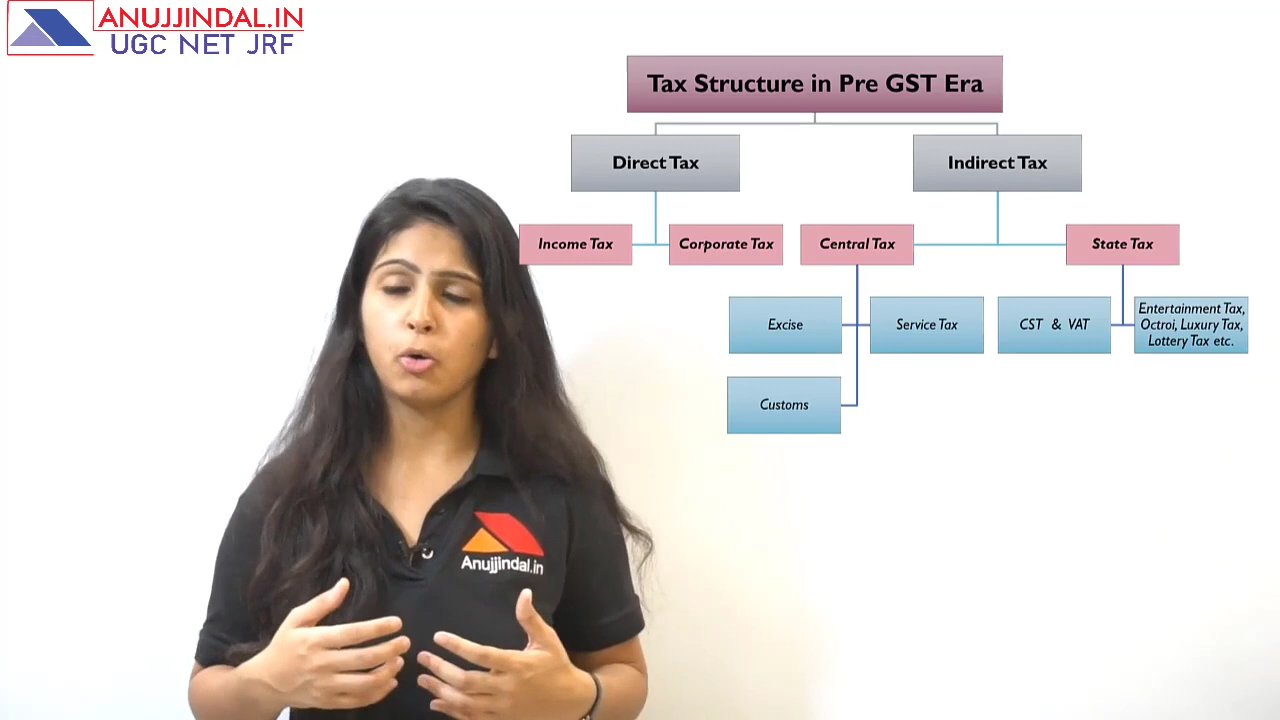 ANUJJINDAL.IN
UGC NET JRF
Tax Structure in Pre GST Era
Direct Tax
Indirect Tax
Income Tax
Corporate Tax
Central Tax
State Tax
Excise
Service Tax
CST & VAT
Entertainment Tax,
Octroi, Luxury Tax,
Lottery Tax etc.
Customs
Anujjindal.in